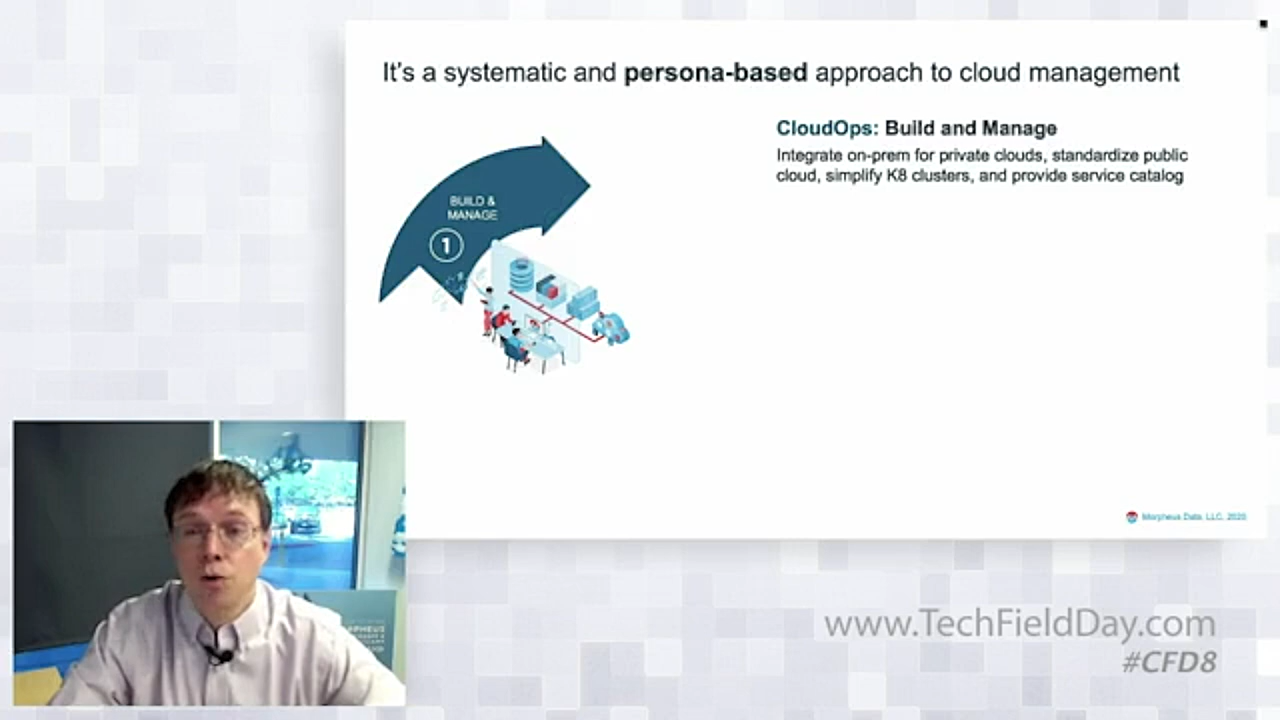 It's a systematic and persona-based approach to cloud management
CloudOps: Build and Manage
Integrate on-prem for private clouds, standardize public
cloud, simplify K8 clusters, and provide service catalog
BUILD &
MANAGE
1
Morpheus Data, LLC, 2020
www.TechFieldDay.com
#CFD8